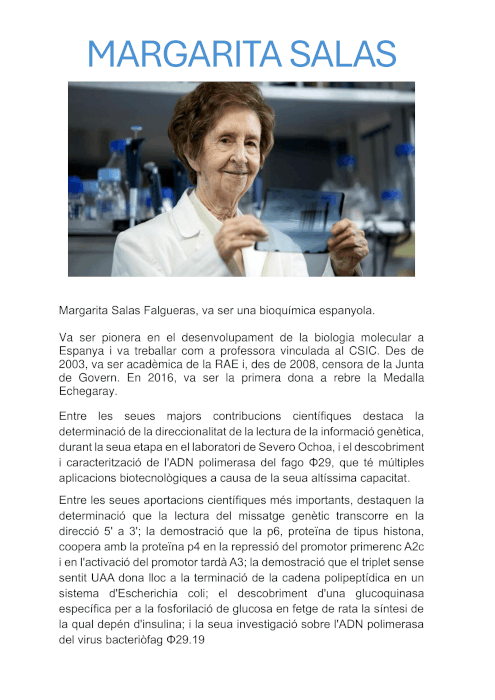 MARGARITA SALAS
Margarita Salas Falgueras, va ser una bioquímica espanyola.
Va ser pionera en el desenvolupament de la biologia molecular a
Espanya i va treballar com a professora vinculada al CSIC. Des de
2003, va ser acadèmica de la RAE i, des de 2008, censora de la Junta
de Govern. En 2016, va ser la primera dona a rebre la Medalla
Echegaray.
Entre les seues majors contribucions científiques destaca la
determinació de la direccionalitat de la lectura de la informació genètica,
durant la seua etapa en el laboratori de Severo Ochoa, i el descobriment
i caracterització de l'ADN polimerasa del fago Φ29, que té múltiples
aplicacions biotecnològiques a causa de la seua altíssima capacitat.
Entre les seues aportacions científiques més importants, destaquen la
determinació que la lectura del missatge genètic transcorre en la
direcció 5' a 3'; la demostració que la p6, proteïna de tipus histona,
coopera amb la proteïna p4 en la repressió del promotor primerenc A2c
i en l'activació del promotor tardà A3; la demostració que el triplet sense
sentit UAA dona lloc a la terminació de la cadena polipeptídica en un
sistema d'Escherichia coli; el descobriment d'una glucoquinasa
específica per a la fosforilació de glucosa en fetge de rata la síntesi de
la qual depén d'insulina; i la seua investigació sobre l'ADN polimerasa
del virus bacteriòfag Φ29.19